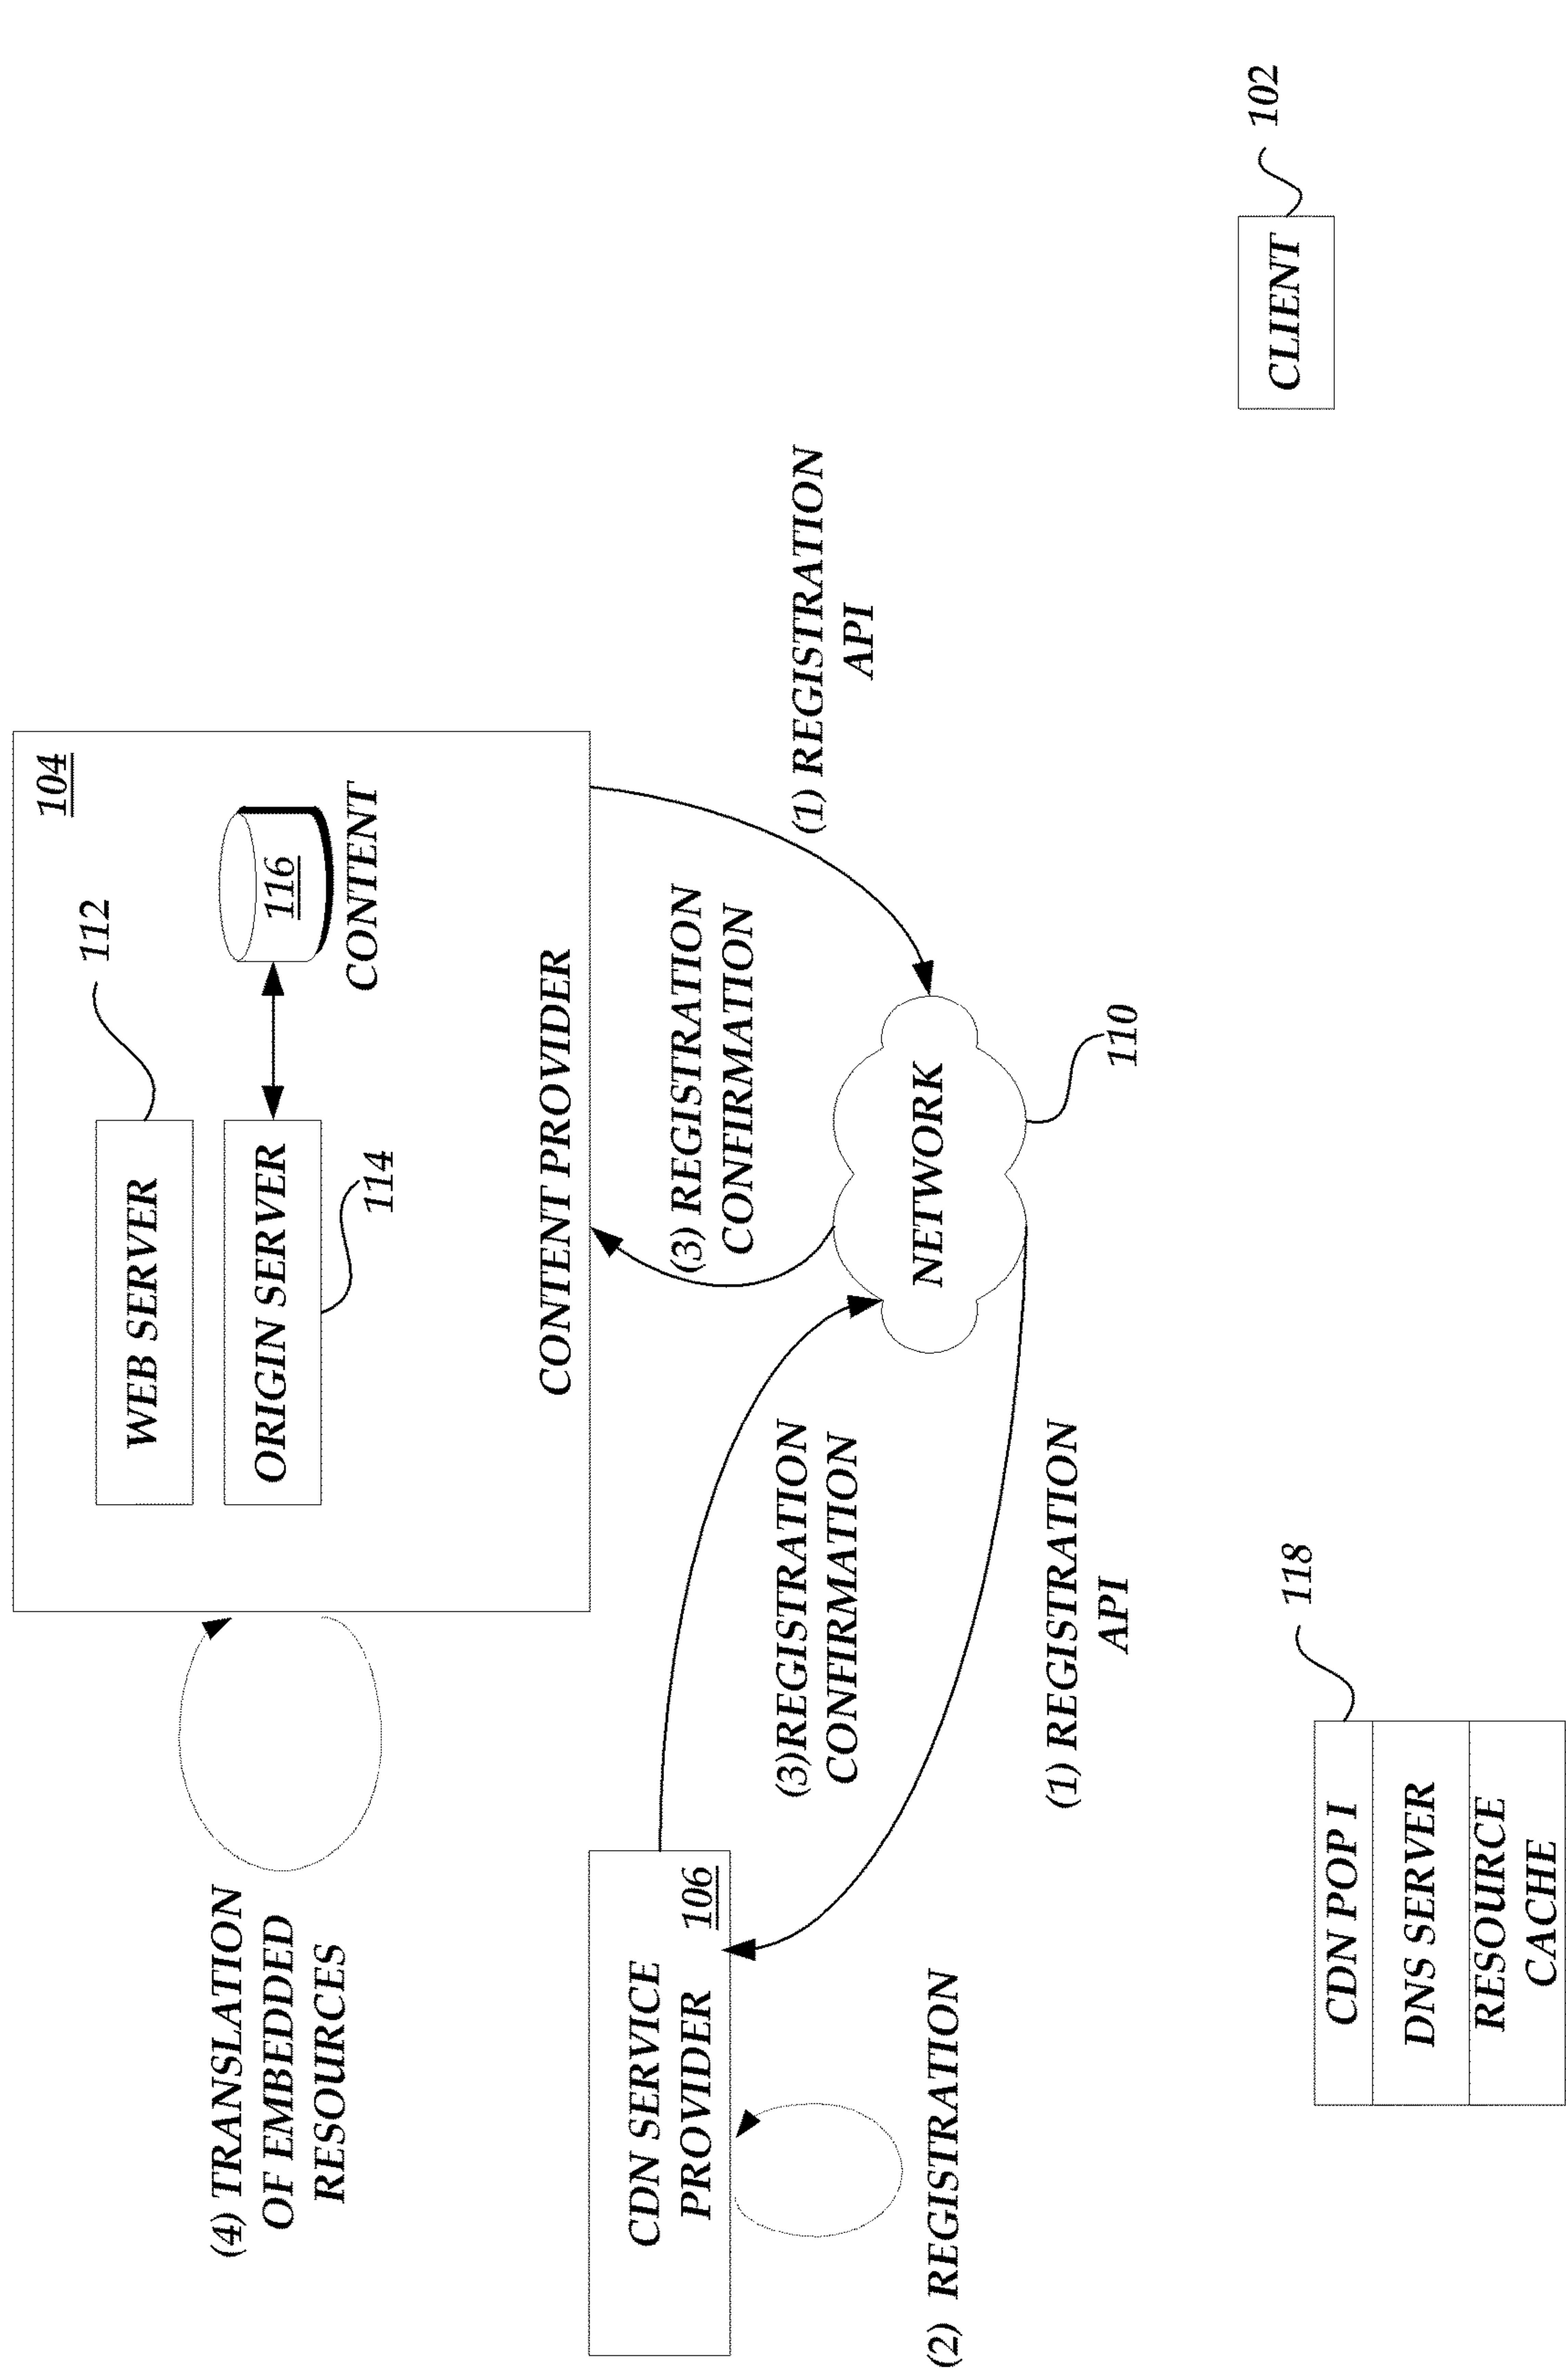 (4) TRANSLATION
OF EMBEDDED
RESOURCES
104
WEB SERVER
112
ORIGIN SERVER
114
116
CONTENT
CONTENT PROVIDER
CDN SERVICE
PROVIDER
106
(2) REGISTRATION
(3)REGISTRATION
CONFIRMATION
(3) REGISTRATION
CONFIRMATION
(1) REGISTRATION
API
NETWORK
110
(1) REGISTRATION
API
CDN POP I
DNS SERVER
RESOURCE
CACHE
118
CLIENT
102